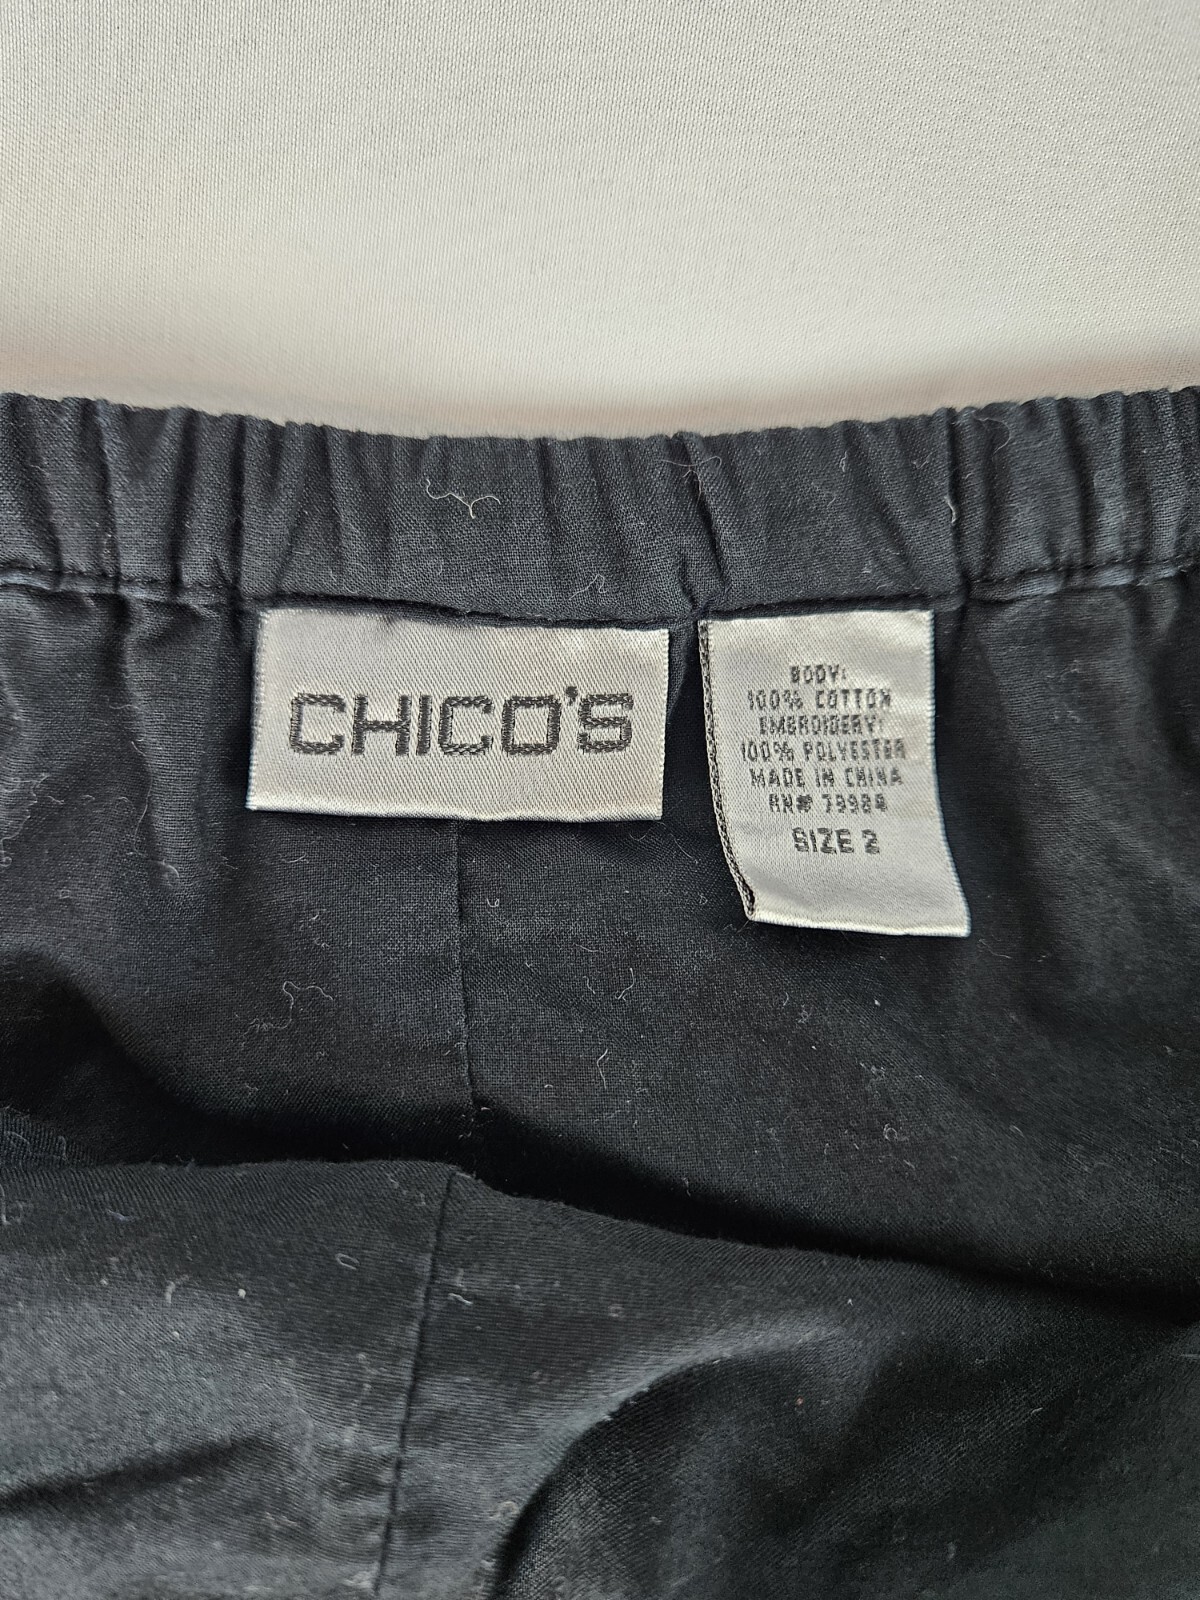 CHICO'S
BODY:
100% COTTON
EMBROIDERY:
100% POLYESTER
MADE IN CHINA
RN# 79984
SIZE 2